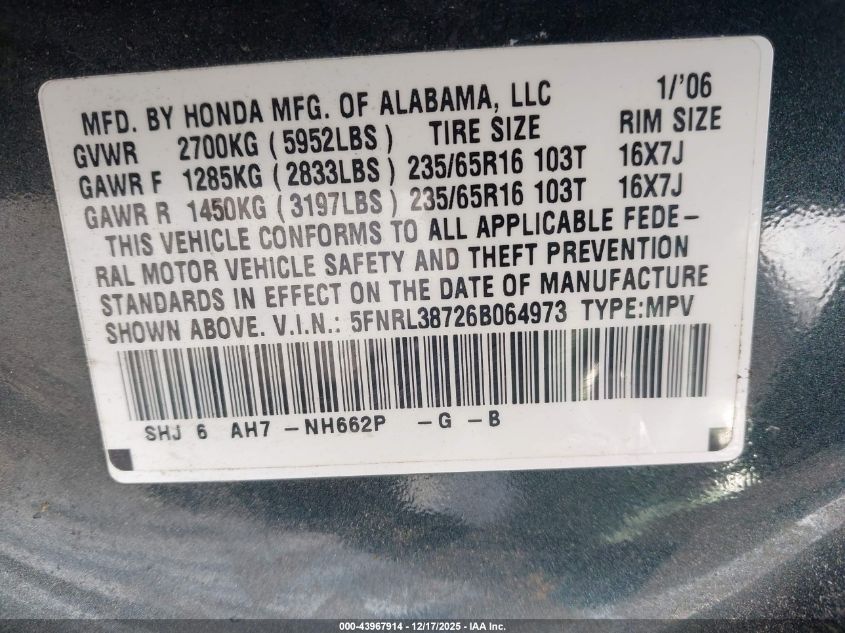 MFD. BY HONDA MFG. OF ALABAMA, LLC 1/'06
GVWR 2700KG (5952LBS) TIRE SIZE RIM SIZE
GAWR F 1285KG (2833LBS) 235/65R16 103T 16X7J
GAWR R 1450KG (3197LBS) 235/65R16 103T 16X7J
THIS VEHICLE CONFORMS TO ALL APPLICABLE FEDE-
RAL MOTOR VEHICLE SAFETY AND THEFT PREVENTION
STANDARDS IN EFFECT ON THE DATE OF MANUFACTURE
SHOWN ABOVE. V.I.N.: 5FNRL38726B064973 TYPE:MPV
SHJ 6 AH7 -NH662P -G -B
000-43967914 - 12/17/2025 - IAA Inc.